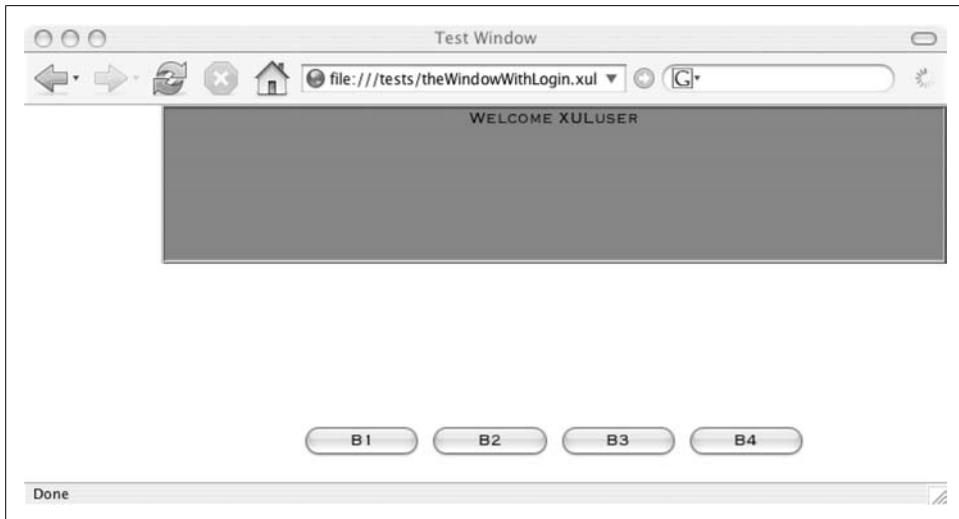 Test Window
file:///tests/theWindowWithLogin.xul
G
Welcome XULuser
B1 B2 B3 B4
Done